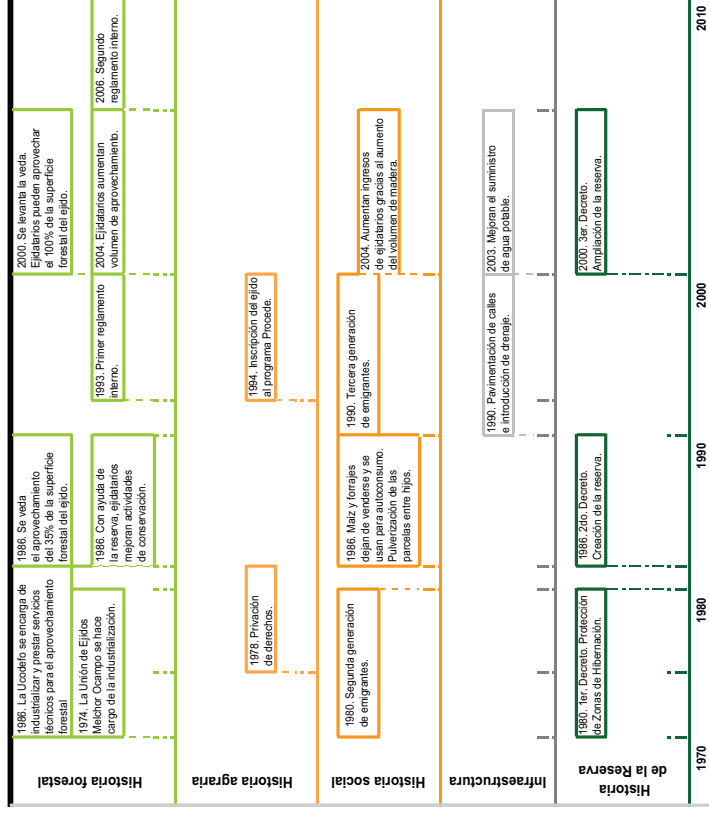 Historia forestal
1986. La Ucodefo se encarga de
industrializar y prestar servicios
técnicos para el aprovechamiento
forestal
1974. La Unión de Ejidos
Melchor Ocampo se hace
cargo de la industrialización.
1986. Se veda
el aprovechamiento
del 35% de la superficie
forestal del ejido.
1986. Con ayuda de
la reserva, ejidatarios
mejoran actividades
de conservación.
1993. Primer reglamento
interno.
2000. Se levanta la veda.
Ejidatarios pueden aprovechar
el 100% de la superficie
forestal del ejido.
2004. Ejidatarios aumentan
volumen de aprovechamiento.
2006. Segundo
reglamento interno.
Historia agraria
1978. Privación
de derechos.
1994. Inscripción del ejido
al programa Procede.
Historia social
1980. Segunda generación
de emigrantes.
1986. Maíz y forrajes
dejan de venderse y se
usan para autoconsumo.
Pulverización de las
parcelas entre hijos.
1990. Tercera generación
de emigrantes.
2004. Aumentan ingresos
de ejidatarios gracias al aumento
del volumen de madera.
Infraestructura
1990. Pavimentación de calles
e introducción de drenaje.
2003. Mejoran el suministro
de agua potable.
Historia
de la Reserva
1980. 1er. Decreto. Protección
de Zonas de Hibernación.
1986. 2do. Decreto.
Creación de la reserva.
2000. 3er. Decreto.
Ampliación de la reserva.
1970
1980
1990
2000
2010